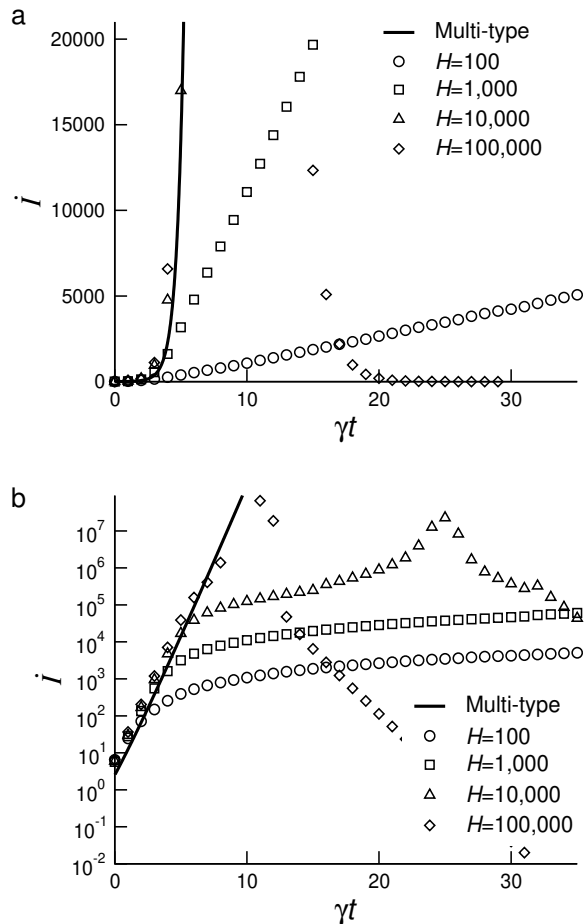 a
20000
Multi-type
H=100
H=1,000
15000
H=10,000
H=100,000
i
10000
5000
0
0 10 20 30
γt
b
10^7
10^6
10^5
10^4
i
10^3
10^2
Multi-type
10^1
H=100
10^0
H=1,000
H=10,000
10^-1
H=100,000
10^-2
0 10 20 30
γt